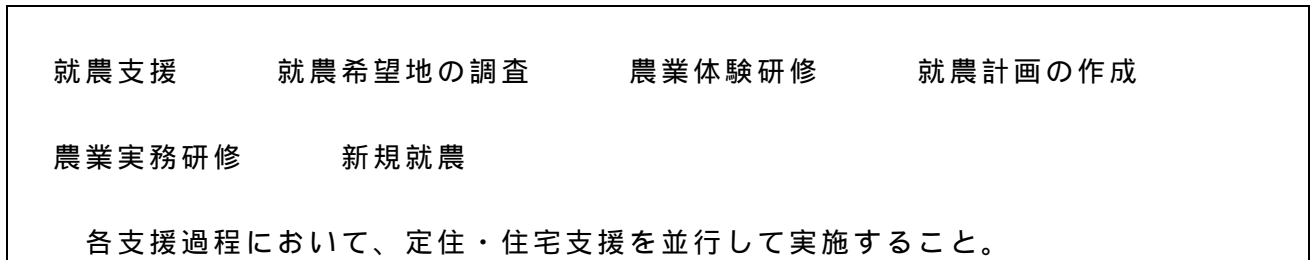 就農支援　就農希望地の調査　農業体験研修　就農計画の作成
農業実務研修　新規就農
各支援過程において、定住・住宅支援を並行して実施すること。